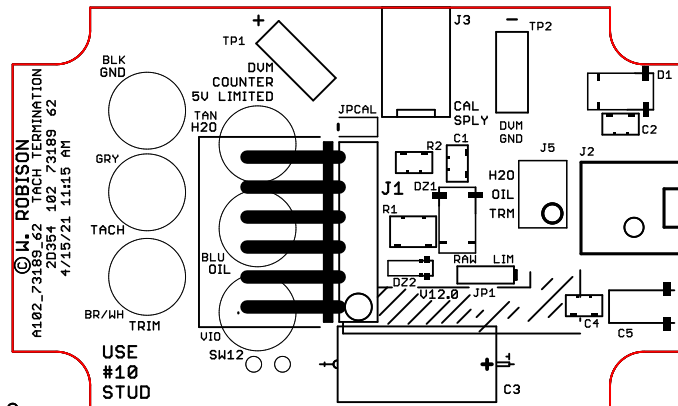 © W. ROBISON
A102_73189_62 TACH TERMINATION
2D354 102 73189 62
4/15/21 11:15 AM
BLK
GND
GRY
TACH
BR/WH
TRIM
USE
#10
STUD
+
TP1
DVM
COUNTER
5V LIMITED
TAN
H2O
BLU
OIL
VIO
SW12
JPCAL
J3
CAL
SPLY
-
TP2
DVM
GND
D1
C2
R2
C1
J1
DZ1
R1
RAW
LIM
DZ2
V12.0
JP1
J5
H2O
OIL
TRM
J2
C4
C5
+
C3